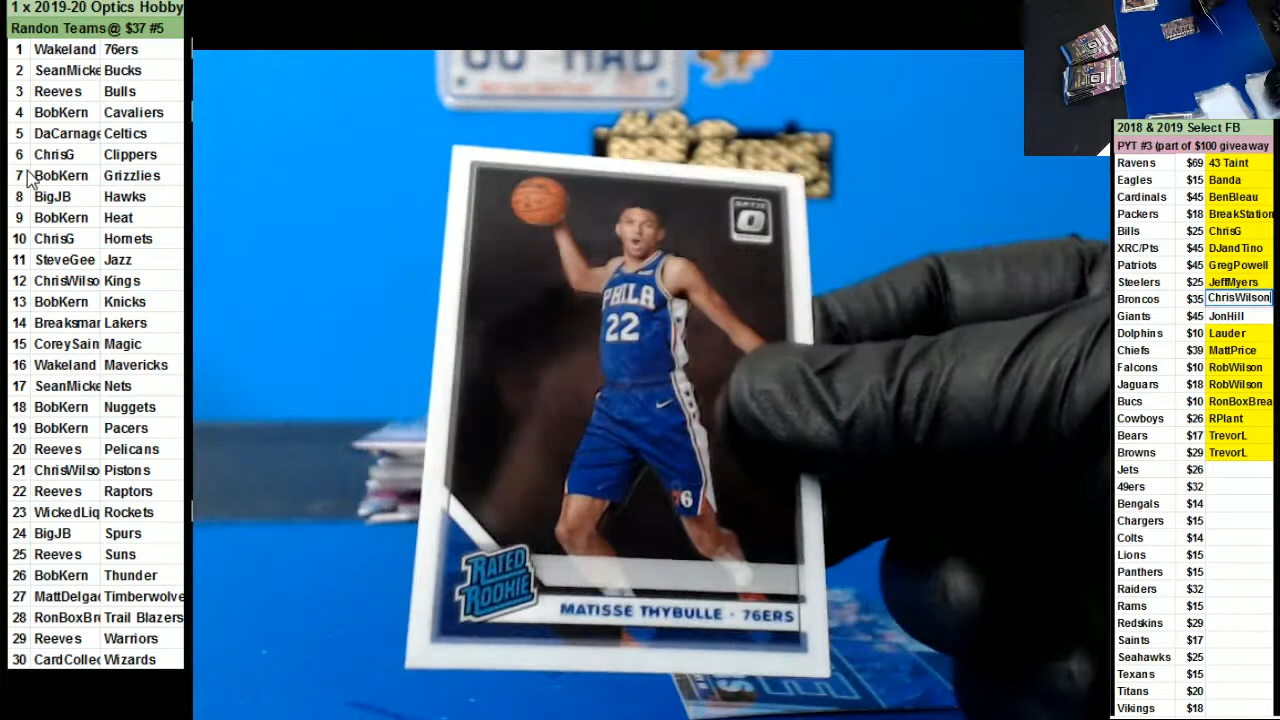 1 x 2019-20 Optics Hobby
Randon Teams@ $37 #5
1 Wakeland 76ers
2 SeanMicke Bucks
3 Reeves Bulls
4 BobKern Cavaliers
5 DaCarnage Celtics
6 ChrisG Clippers
7 BobKern Grizzlies
8 BigJB Hawks
9 BobKern Heat
10 ChrisG Hornets
11 SteveGee Jazz
12 ChrisWilso Kings
13 BobKern Knicks
14 Breaksmar Lakers
15 CoreySain Magic
16 Wakeland Mavericks
17 SeanMicke Nets
18 BobKern Nuggets
19 BobKern Pacers
20 Reeves Pelicans
21 ChrisWilso Pistons
22 Reeves Raptors
23 WickedLiq Rockets
24 BigJB Spurs
25 Reeves Suns
26 BobKern Thunder
27 MattDelga Timberwolve
28 RonBoxBr Trail Blazers
29 Reeves Warriors
30 CardCollec Wizards
OPTIC
PHILA
22
76
RATED
ROOKIE
MATISSE THYBULLE · 76ERS
2018 & 2019 Select FB
PYT #3 (part of $100 giveaway
Ravens $69 43 Taint
Eagles $15 Banda
Cardinals $45 BenBleau
Packers $18 BreakStation
Bills $25 ChrisG
XRC/Pts $45 DJandTino
Patriots $45 GregPowell
Steelers $25 JeffMyers
Broncos $35 ChrisWilson
Giants $45 JonHill
Dolphins $10 Lauder
Chiefs $39 MattPrice
Falcons $10 RobWilson
Jaguars $18 RobWilson
Bucs $10 RonBoxBrea
Cowboys $26 RPlant
Bears $17 TrevorL
Browns $29 TrevorL
Jets $26
49ers $32
Bengals $14
Chargers $15
Colts $14
Lions $15
Panthers $15
Raiders $32
Rams $15
Redskins $29
Saints $17
Seahawks $25
Texans $15
Titans $20
Vikings $18